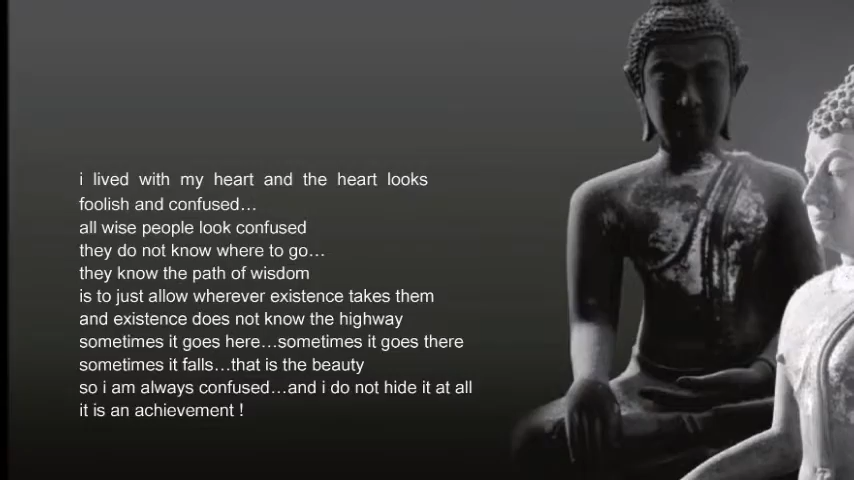 i lived with my heart and the heart looks
foolish and confused…
all wise people look confused
they do not know where to go…
they know the path of wisdom
is to just allow wherever existence takes them
and existence does not know the highway
sometimes it goes here…sometimes it goes there
sometimes it falls…that is the beauty
so i am always confused…and i do not hide it at all
it is an achievement !